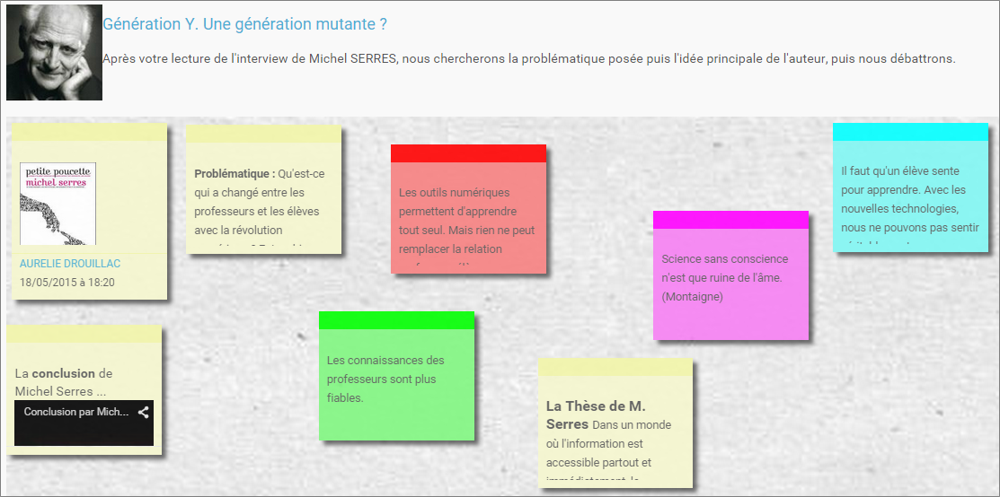 Génération Y. Une génération mutante ?
Après votre lecture de l'interview de Michel SERRES, nous chercherons la problématique posée puis l'idée principale de l'auteur, puis nous débattrons.
petite poucette
michel serres
AURELIE DROUILLAC
18/05/2015 à 18:20
Problématique : Qu'est-ce
qui a changé entre les
professeurs et les élèves
avec la révolution
Les outils numériques
permettent d'apprendre
tout seul. Mais rien ne peut
remplacer la relation
Science sans conscience
n'est que ruine de l'âme.
(Montaigne)
Il faut qu'un élève sente
pour apprendre. Avec les
nouvelles technologies,
nous ne pouvons pas sentir
La conclusion de
Michel Serres ...
Conclusion par Mich...
Les connaissances des
professeurs sont plus
fiables.
La Thèse de M.
Serres Dans un monde
où l'information est
accessible partout et